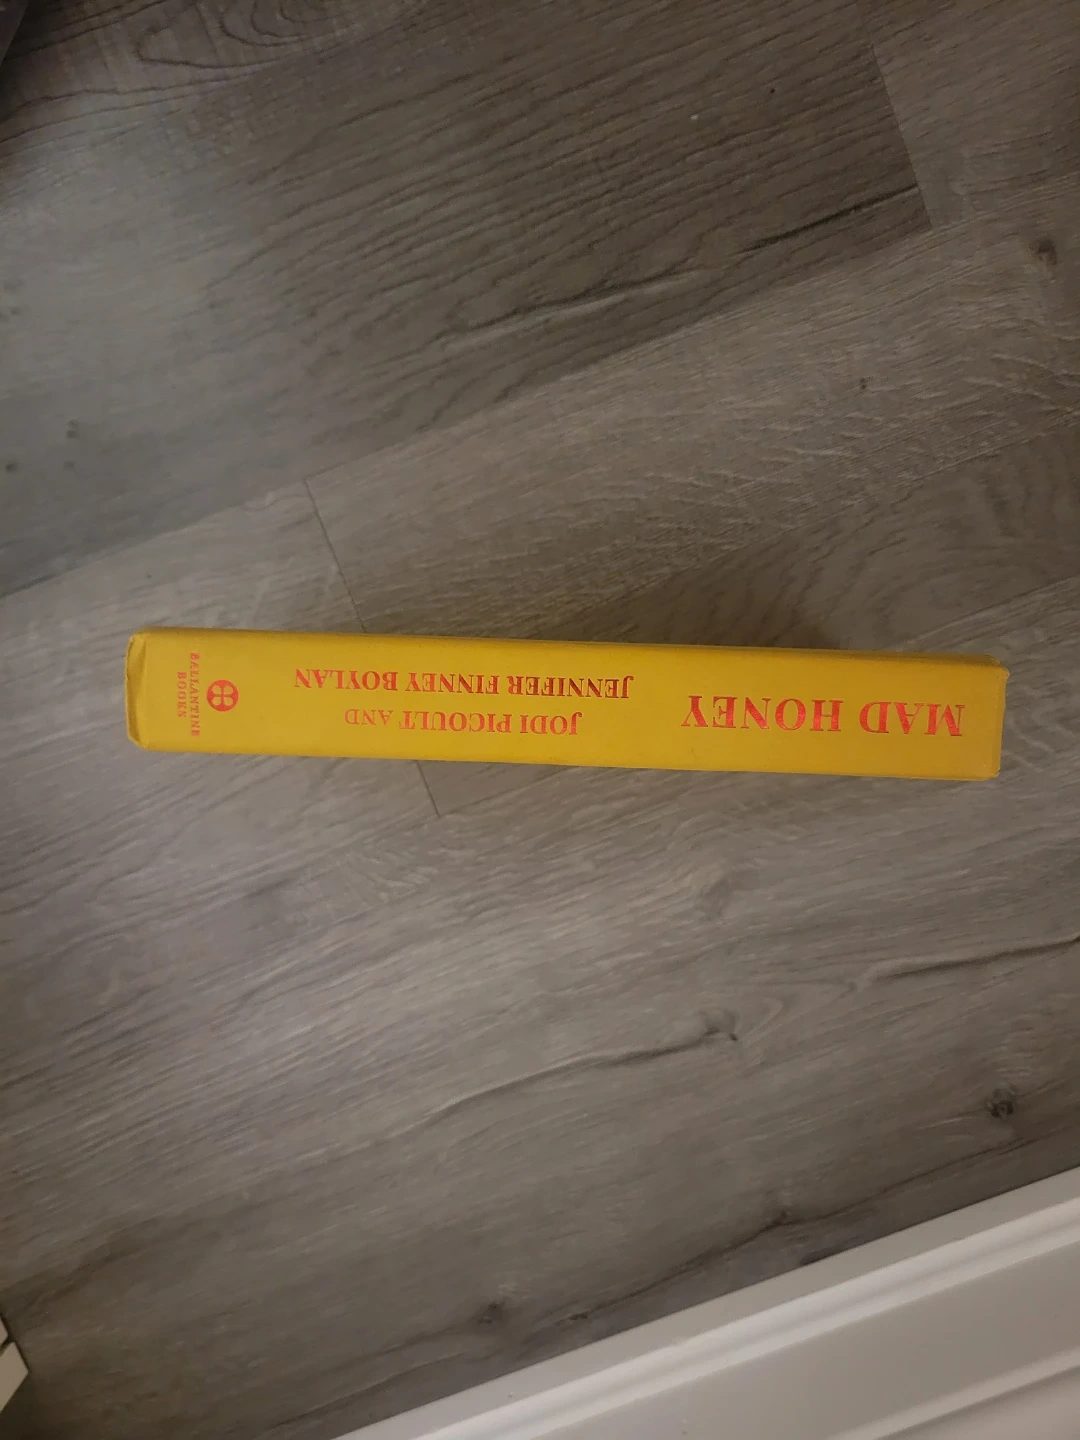 MAD HONEY
JODI PICOULT AND
JENNIFER FINNEY BOYLAN
BALLANTINE
BOOKS